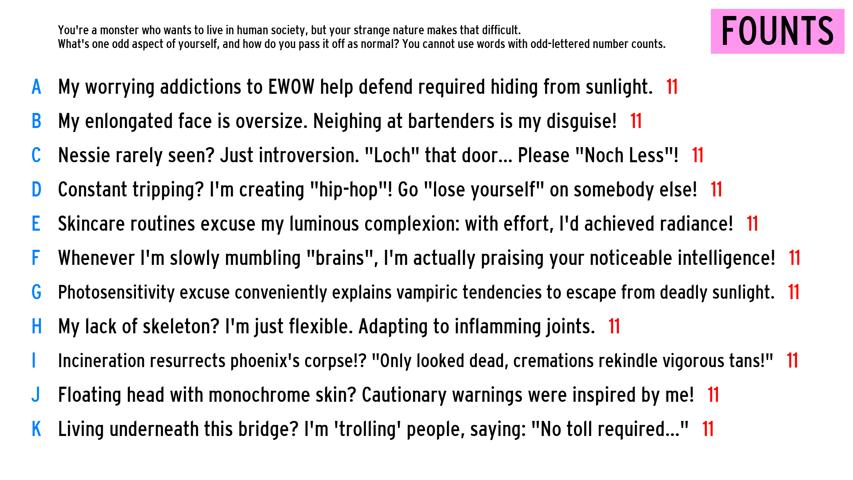 You're a monster who wants to live in human society, but your strange nature makes that difficult.
What's one odd aspect of yourself, and how do you pass it off as normal? You cannot use words with odd-lettered number counts.
FOUNTS
A My worrying addictions to EWOW help defend required hiding from sunlight. 11
B My enlongated face is oversize. Neighing at bartenders is my disguise! 11
C Nessie rarely seen? Just introversion. "Loch" that door... Please "Noch Less"! 11
D Constant tripping? I'm creating "hip-hop"! Go "lose yourself" on somebody else! 11
E Skincare routines excuse my luminous complexion: with effort, I'd achieved radiance! 11
F Whenever I'm slowly mumbling "brains", I'm actually praising your noticeable intelligence! 11
G Photosensitivity excuse conveniently explains vampiric tendencies to escape from deadly sunlight. 11
H My lack of skeleton? I'm just flexible. Adapting to inflamming joints. 11
I Incineration resurrects phoenix's corpse!? "Only looked dead, cremations rekindle vigorous tans!" 11
J Floating head with monochrome skin? Cautionary warnings were inspired by me! 11
K Living underneath this bridge? I'm 'trolling' people, saying: "No toll required..." 11